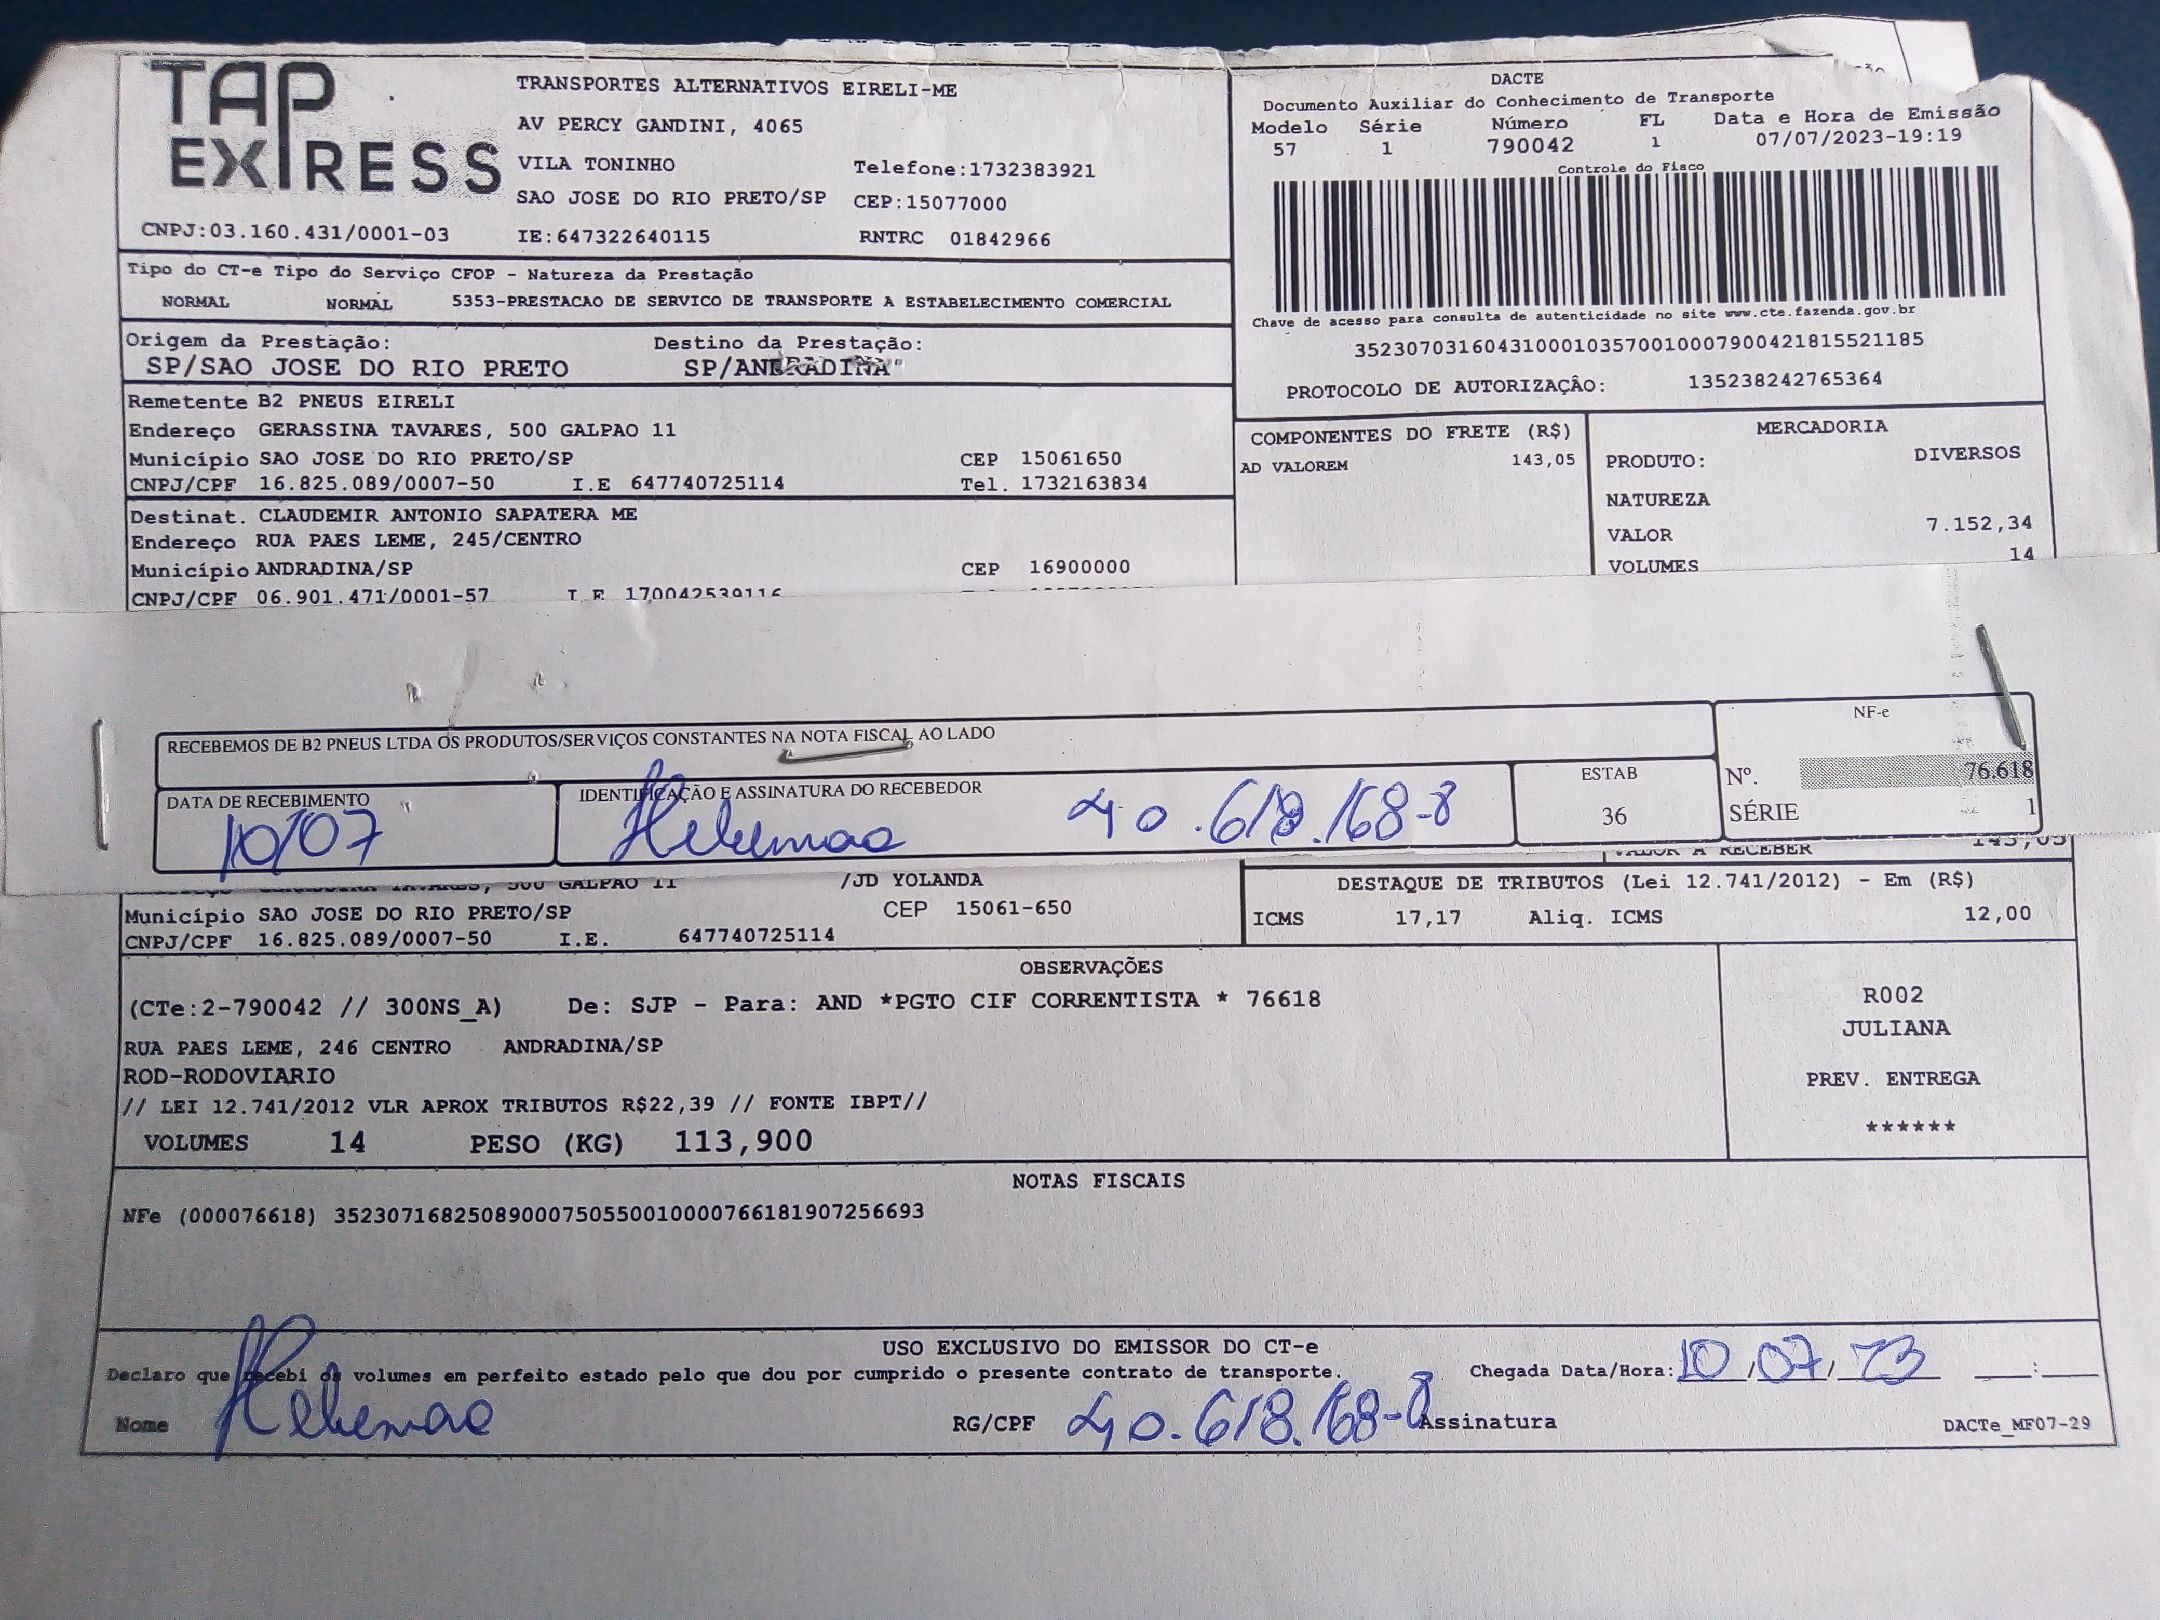 TAP EXPRESS
TRANSPORTES ALTERNATIVOS EIRELI-ME
AV PERCY GANDINI, 4065
VILA TONINHO Telefone:1732383921
SAO JOSE DO RIO PRETO/SP CEP:15077000
CNPJ:03.160.431/0001-03 IE:647322640115 RNTRC 01842966
DACTE
Documento Auxiliar do Conhecimento de Transporte
Modelo Série Número FL Data e Hora de Emissão
57 1 790042 1 07/07/2023-19:19
Controle do Fisco
Chave de acesso para consulta de autenticidade no site www.cte.fazenda.gov.br
35230703160431000103570010007900421815521185
PROTOCOLO DE AUTORIZAÇÂO: 135238242765364
Tipo do CT-e Tipo do Serviço CFOP - Natureza da Prestação
NORMAL NORMAL 5353-PRESTACAO DE SERVICO DE TRANSPORTE A ESTABELECIMENTO COMERCIAL
Origem da Prestação: Destino da Prestação:
SP/SAO JOSE DO RIO PRETO SP/ANDRADINA
Remetente B2 PNEUS EIRELI
Endereço GERASSINA TAVARES, 500 GALPAO 11
Município SAO JOSE DO RIO PRETO/SP CEP 15061650
CNPJ/CPF 16.825.089/0007-50 I.E 647740725114 Tel. 1732163834
Destinat. CLAUDEMIR ANTONIO SAPATERA ME
Endereço RUA PAES LEME, 245/CENTRO
Município ANDRADINA/SP CEP 16900000
CNPJ/CPF 06.901.471/0001-57 I E 170042539116
COMPONENTES DO FRETE (R$)
AD VALOREM 143,05
MERCADORIA
PRODUTO: DIVERSOS
NATUREZA
VALOR 7.152,34
VOLUMES 14
RECEBEMOS DE B2 PNEUS LTDA OS PRODUTOS/SERVIÇOS CONSTANTES NA NOTA FISCAL AO LADO
DATA DE RECEBIMENTO
10/07
IDENTIFICAÇÃO E ASSINATURA DO RECEBEDOR
40.618.168-8
ESTAB
36
NF-e
Nº. 76.618
SÉRIE 1
VALOR A RECEBER 143,05
GALPAO 11 /JD YOLANDA
Município SAO JOSE DO RIO PRETO/SP CEP 15061-650
CNPJ/CPF 16.825.089/0007-50 I.E. 647740725114
DESTAQUE DE TRIBUTOS (Lei 12.741/2012) - Em (R$)
ICMS 17,17 Aliq. ICMS 12,00
OBSERVAÇÕES
(CTe:2-790042 // 300NS_A) De: SJP - Para: AND *PGTO CIF CORRENTISTA * 76618
RUA PAES LEME, 246 CENTRO ANDRADINA/SP
ROD-RODOVIARIO
// LEI 12.741/2012 VLR APROX TRIBUTOS R$22,39 // FONTE IBPT//
VOLUMES 14 PESO (KG) 113,900
R002
JULIANA
PREV. ENTREGA
******
NOTAS FISCAIS
NFe (000076618) 35230716825089000750550010000766181907256693
USO EXCLUSIVO DO EMISSOR DO CT-e
Declaro que recebi os volumes em perfeito estado pelo que dou por cumprido o presente contrato de transporte. Chegada Data/Hora: 10/07/23 :
Nome RG/CPF 40.618.168-8 Assinatura DACTe_MF07-29